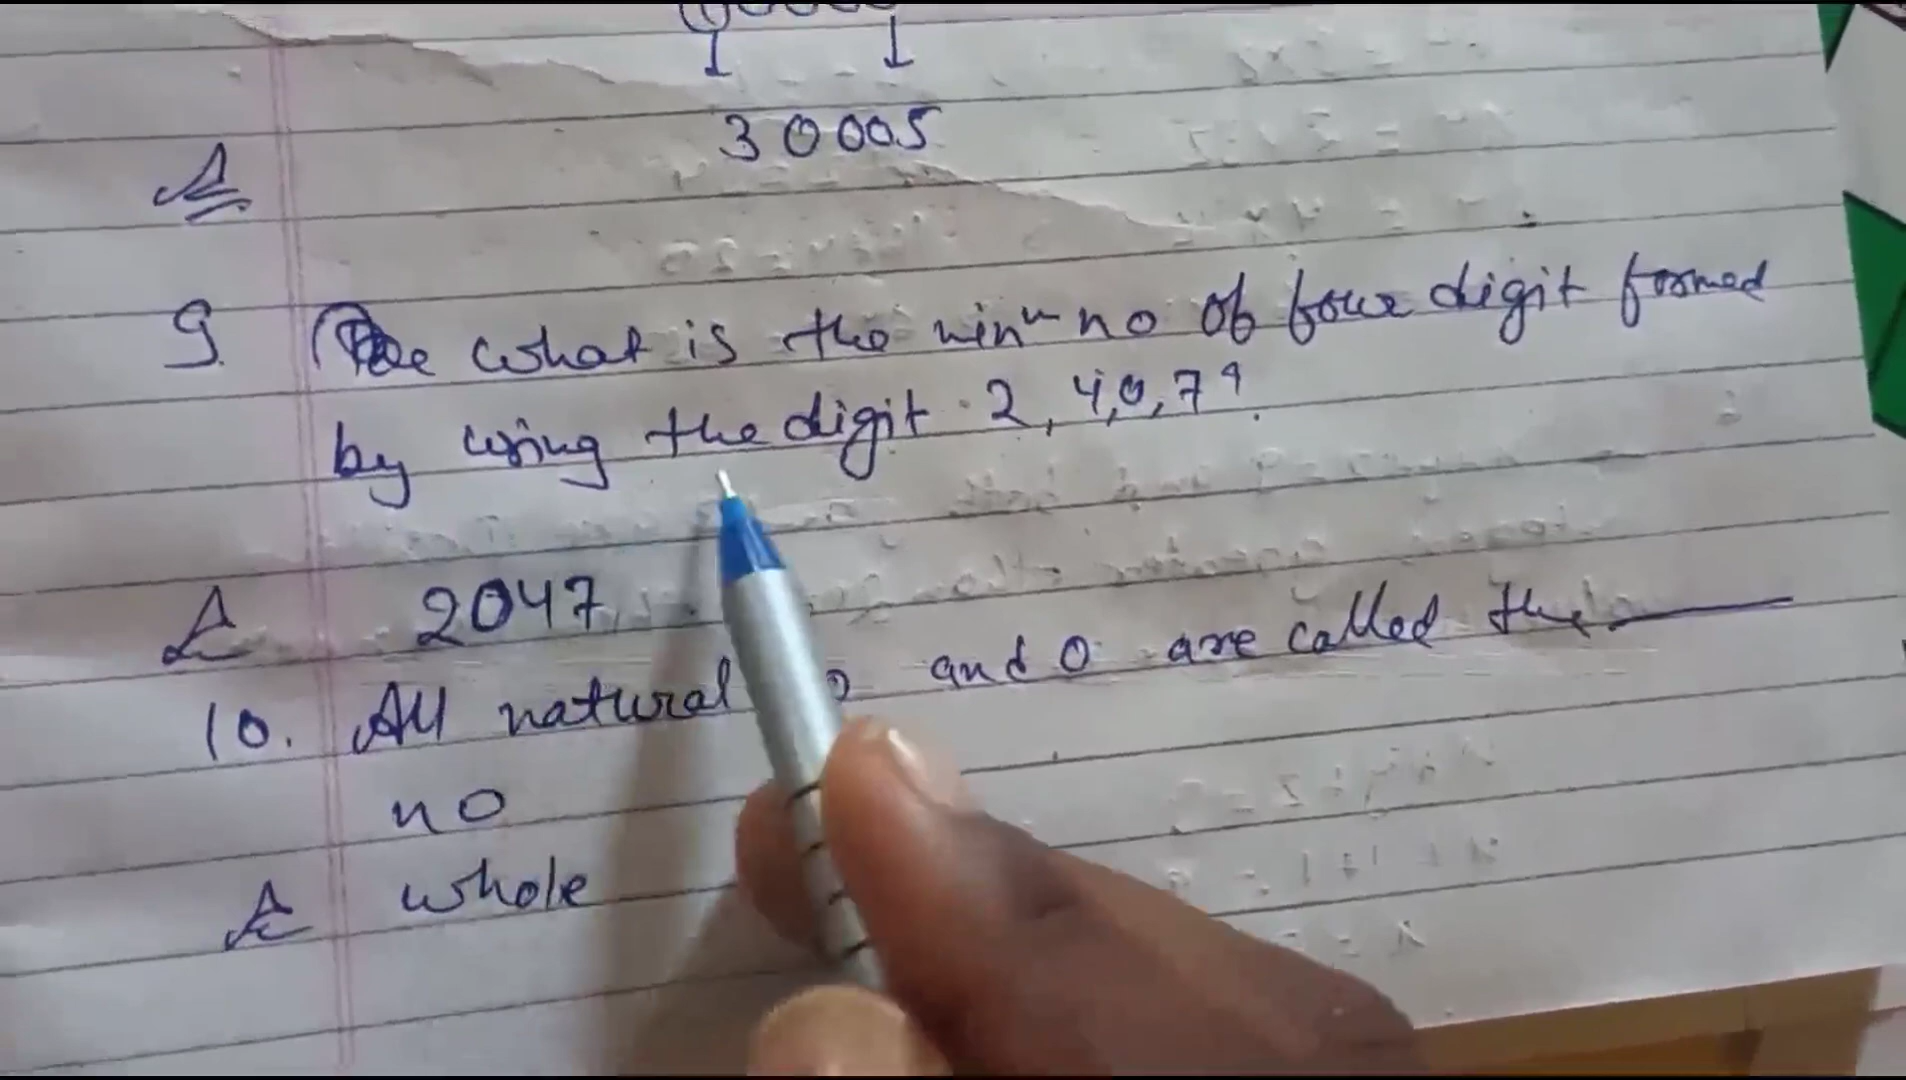 30005
A
9. What is the minm no of four digit formed
by using the digit 2, 4, 0, 7?
A 2047
10. All natural and 0 are called the ____
no
A whole